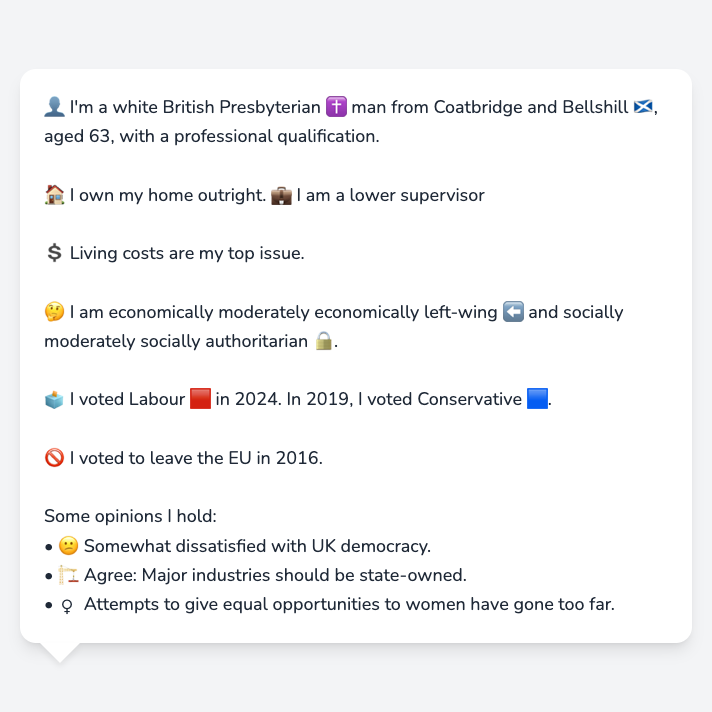 👤 I'm a white British Presbyterian ✝️ man from Coatbridge and Bellshill 🏴󠁧󠁢󠁳󠁣󠁴󠁿,
aged 63, with a professional qualification.
🏠 I own my home outright. 💼 I am a lower supervisor
💲 Living costs are my top issue.
🤔 I am economically moderately economically left-wing ⬅️ and socially
moderately socially authoritarian 🔒.
🗳️ I voted Labour 🟥 in 2024. In 2019, I voted Conservative 🟦.
🚫 I voted to leave the EU in 2016.
Some opinions I hold:
• 😕 Somewhat dissatisfied with UK democracy.
• 🏗️ Agree: Major industries should be state-owned.
• ♀ Attempts to give equal opportunities to women have gone too far.